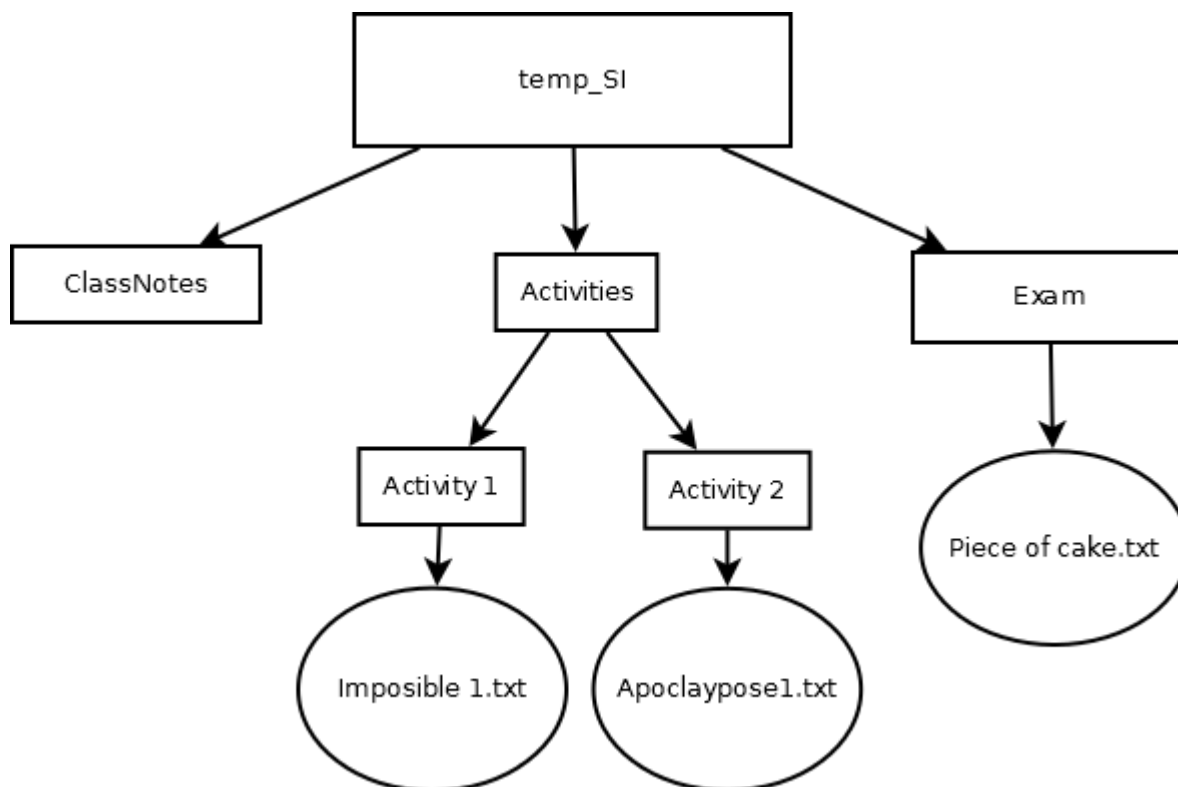 temp_SI
ClassNotes
Activities
Exam
Activity 1
Activity 2
Piece of cake.txt
Imposible 1.txt
Apoclaypose1.txt